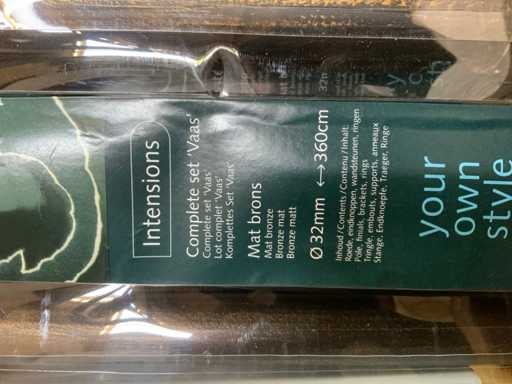 Intensions
Complete set 'Vaas'
Complete set 'Vaas'
Lot complet 'Vaas'
Komplettes Set 'Vaas'
Mat brons
Mat bronze
Bronze mat
Bronze matt
Ø 32mm ↔360cm
Inhoud/Contents/Contenu/Inhalt:
Roede, eindknoppen, wandsteunen, ringen
Pole, finials, brackets, rings
Tringle, embouts, supports, anneaux
Stange, Endknoepfe, Traeger, Ringe
your
own
style